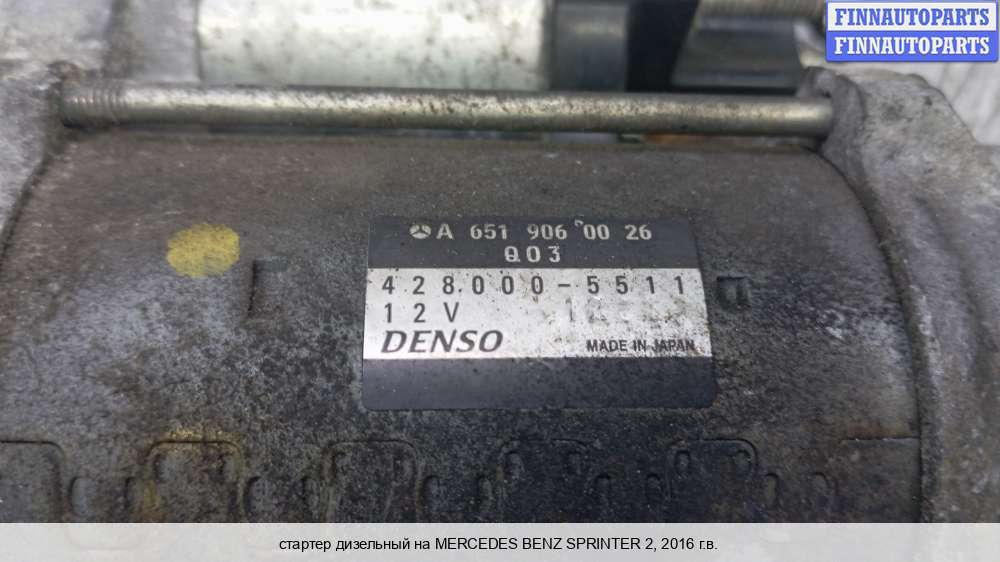 FINNAUTOPARTS
FINNAUTOPARTS
A 651 906 00 26
Q03
428000-5511
12V
DENSO MADE IN JAPAN
стартер дизельный на MERCEDES BENZ SPRINTER 2, 2016 г.в.